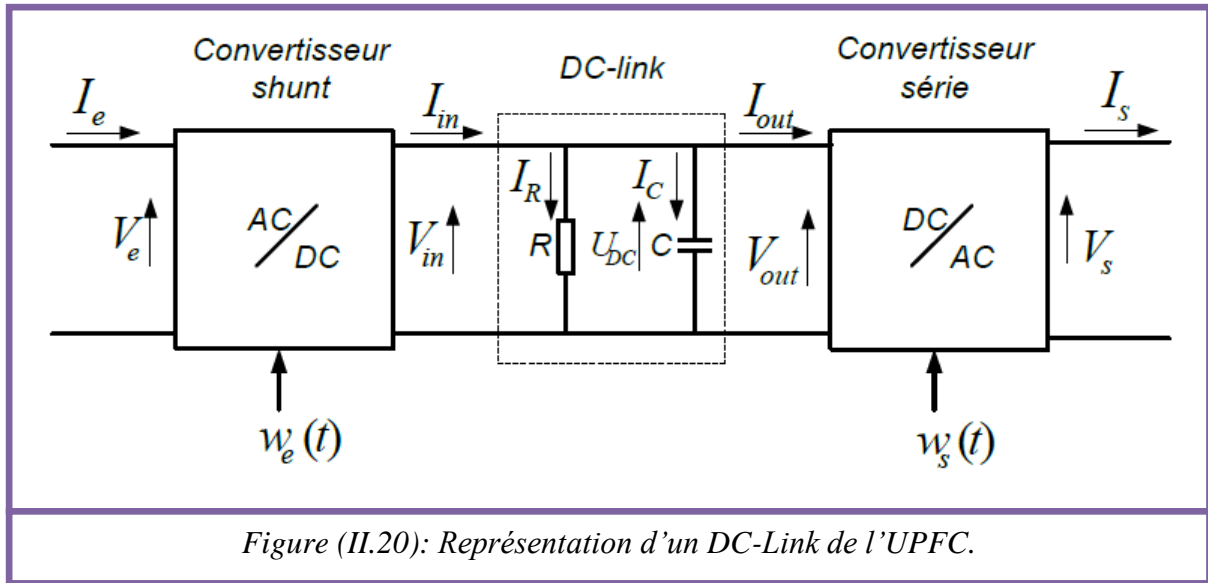 Convertisseur
shunt
DC-link
Convertisseur
série
I_e
I_in
I_out
I_s
I_R
I_C
V_e
AC/DC
V_in
R
U_DC
C
V_out
DC/AC
V_s
w_e(t)
w_s(t)
Figure (II.20): Représentation d’un DC-Link de l’UPFC.